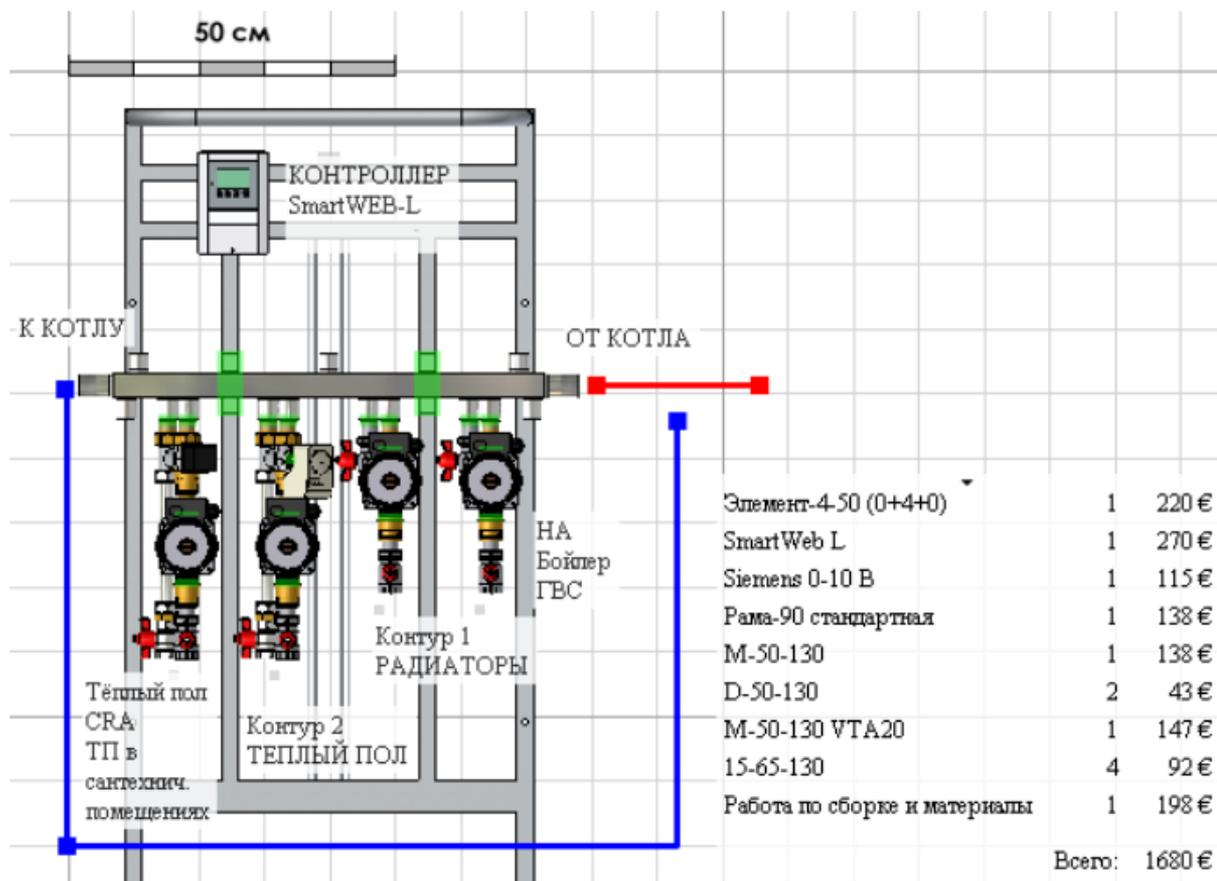 50 см
КОНТРОЛЛЕР
SmartWEB-L
К КОТЛУ
ОТ КОТЛА
НА
Бойлер
ГВС
Контур 1
РАДИАТОРЫ
Тёплый пол
CRA
ТП в
сантехнич.
помещениях
Контур 2
ТЕПЛЫЙ ПОЛ
Элемент-4-50 (0+4+0) 1 220 €
SmartWeb L 1 270 €
Siemens 0-10 В 1 115 €
Рама-90 стандартная 1 138 €
М-50-130 1 138 €
D-50-130 2 43 €
М-50-130 VTA20 1 147 €
15-65-130 4 92 €
Работа по сборке и материалы 1 198 €
Всего: 1680 €